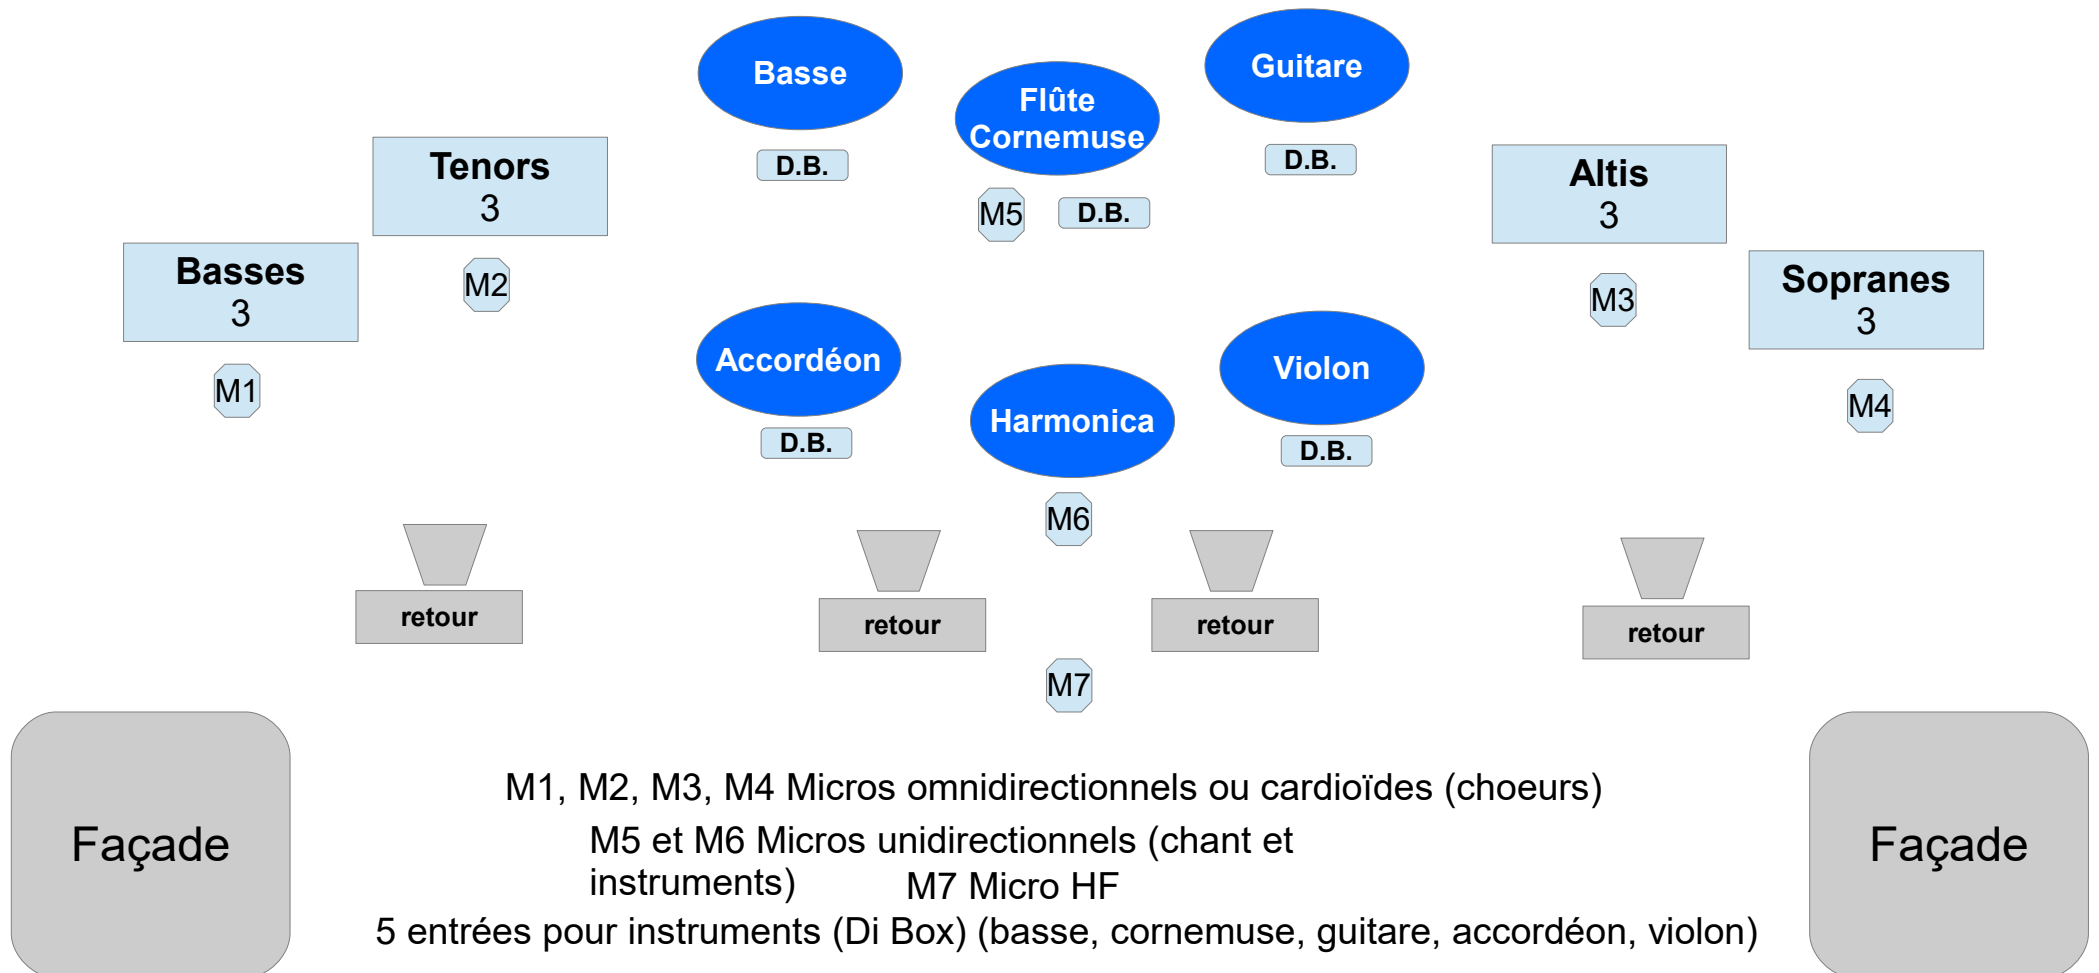 Basse
Flûte
Cornemuse
Guitare
D.B.
D.B.
M5
D.B.
Tenors
3
Altis
3
Basses
3
M2
M3
Sopranes
3
M1
M4
Accordéon
Harmonica
Violon
D.B.
D.B.
M6
retour
retour
retour
retour
M7
Façade
Façade
M1, M2, M3, M4 Micros omnidirectionnels ou cardioïdes (choeurs)
M5 et M6 Micros unidirectionnels (chant et
instruments)
M7 Micro HF
5 entrées pour instruments (Di Box) (basse, cornemuse, guitare, accordéon, violon)